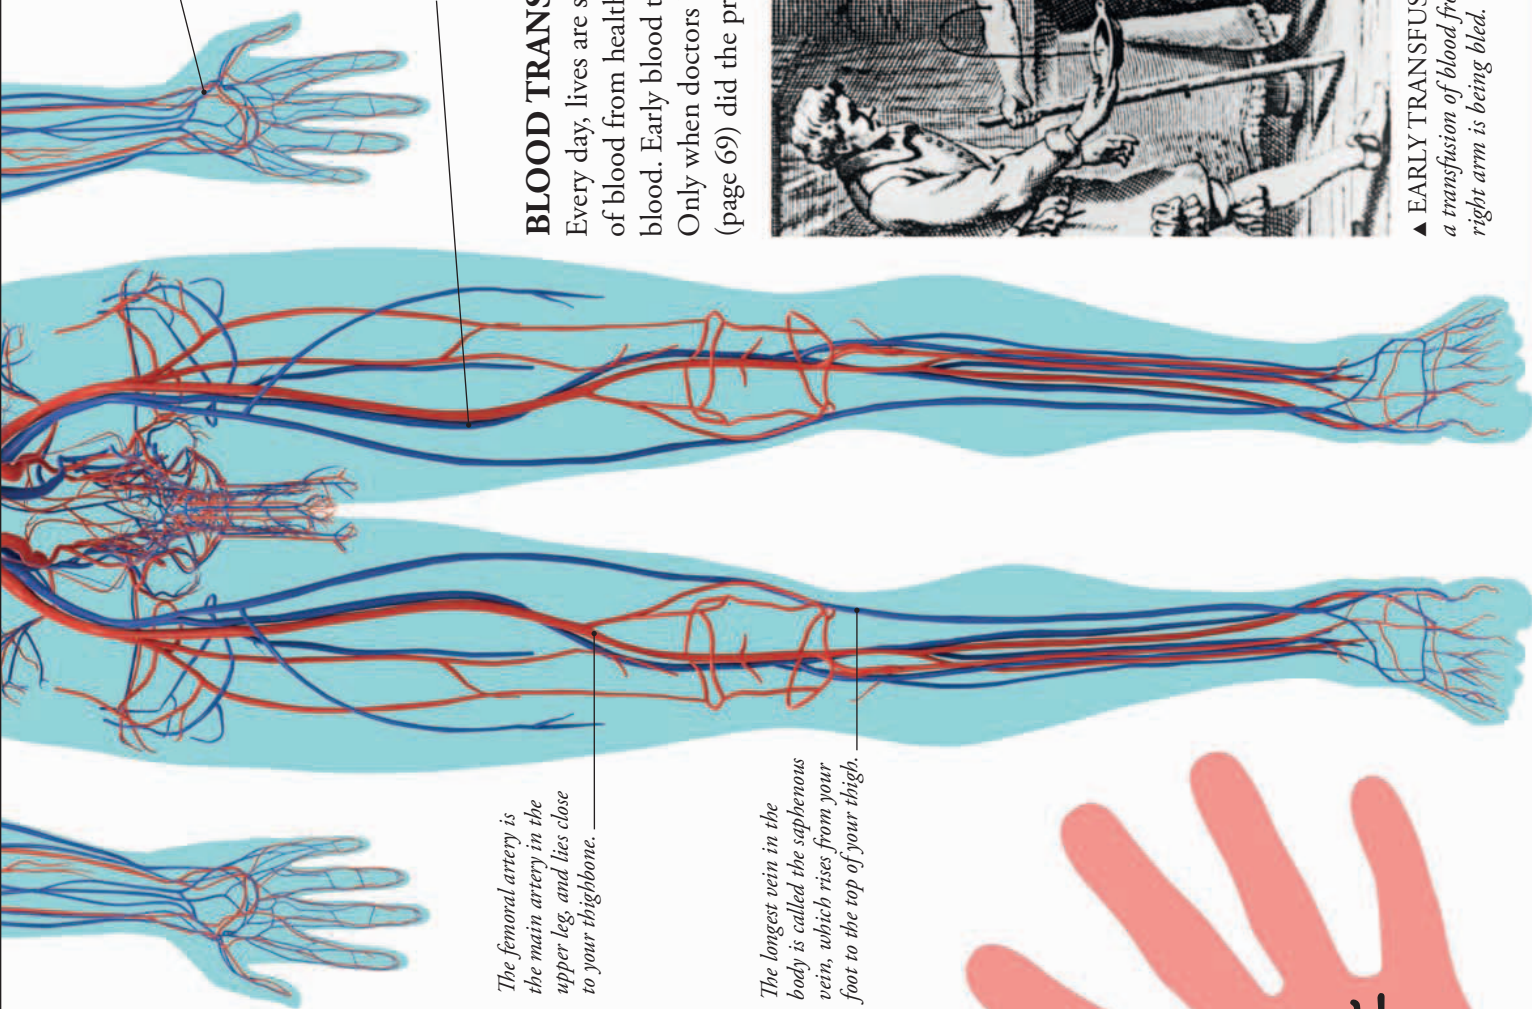 The femoral artery is
the main artery in the
upper leg, and lies close
to your thighbone.
The longest vein in the
body is called the saphenous
vein, which rises from your
foot to the top of your thigh.
BLOOD TRANS
Every day, lives are s
of blood from health
blood. Early blood t
Only when doctors
(page 69) did the pr
▲ EARLY TRANSFUS
a transfusion of blood fr
right arm is being bled.